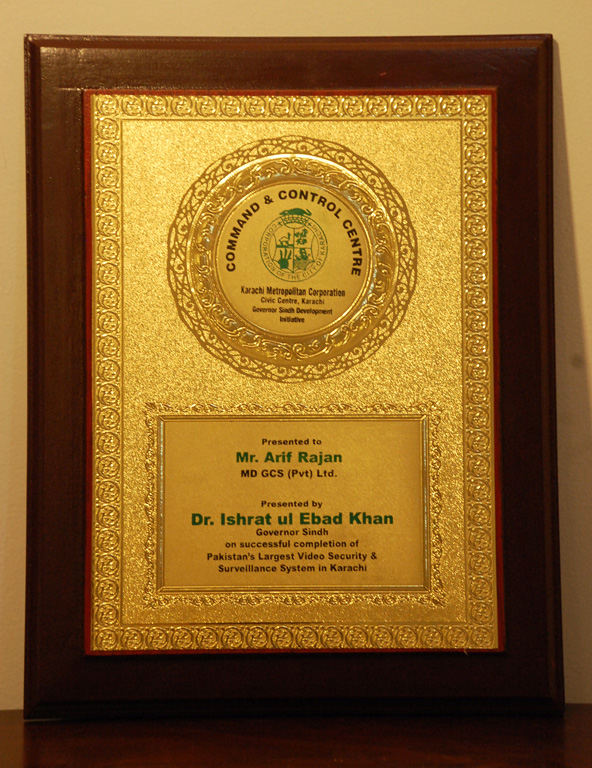 COMMAND & CONTROL CENTRE
Karachi Metropolitan Corporation
Civic Centre, Karachi
Governor Sindh Development
Initiative
Presented to
Mr. Arif Rajan
MD GCS (Pvt) Ltd.
Presented by
Dr. Ishrat ul Ebad Khan
Governor Sindh
on successful completion of
Pakistan's Largest Video Security &
Surveillance System in Karachi